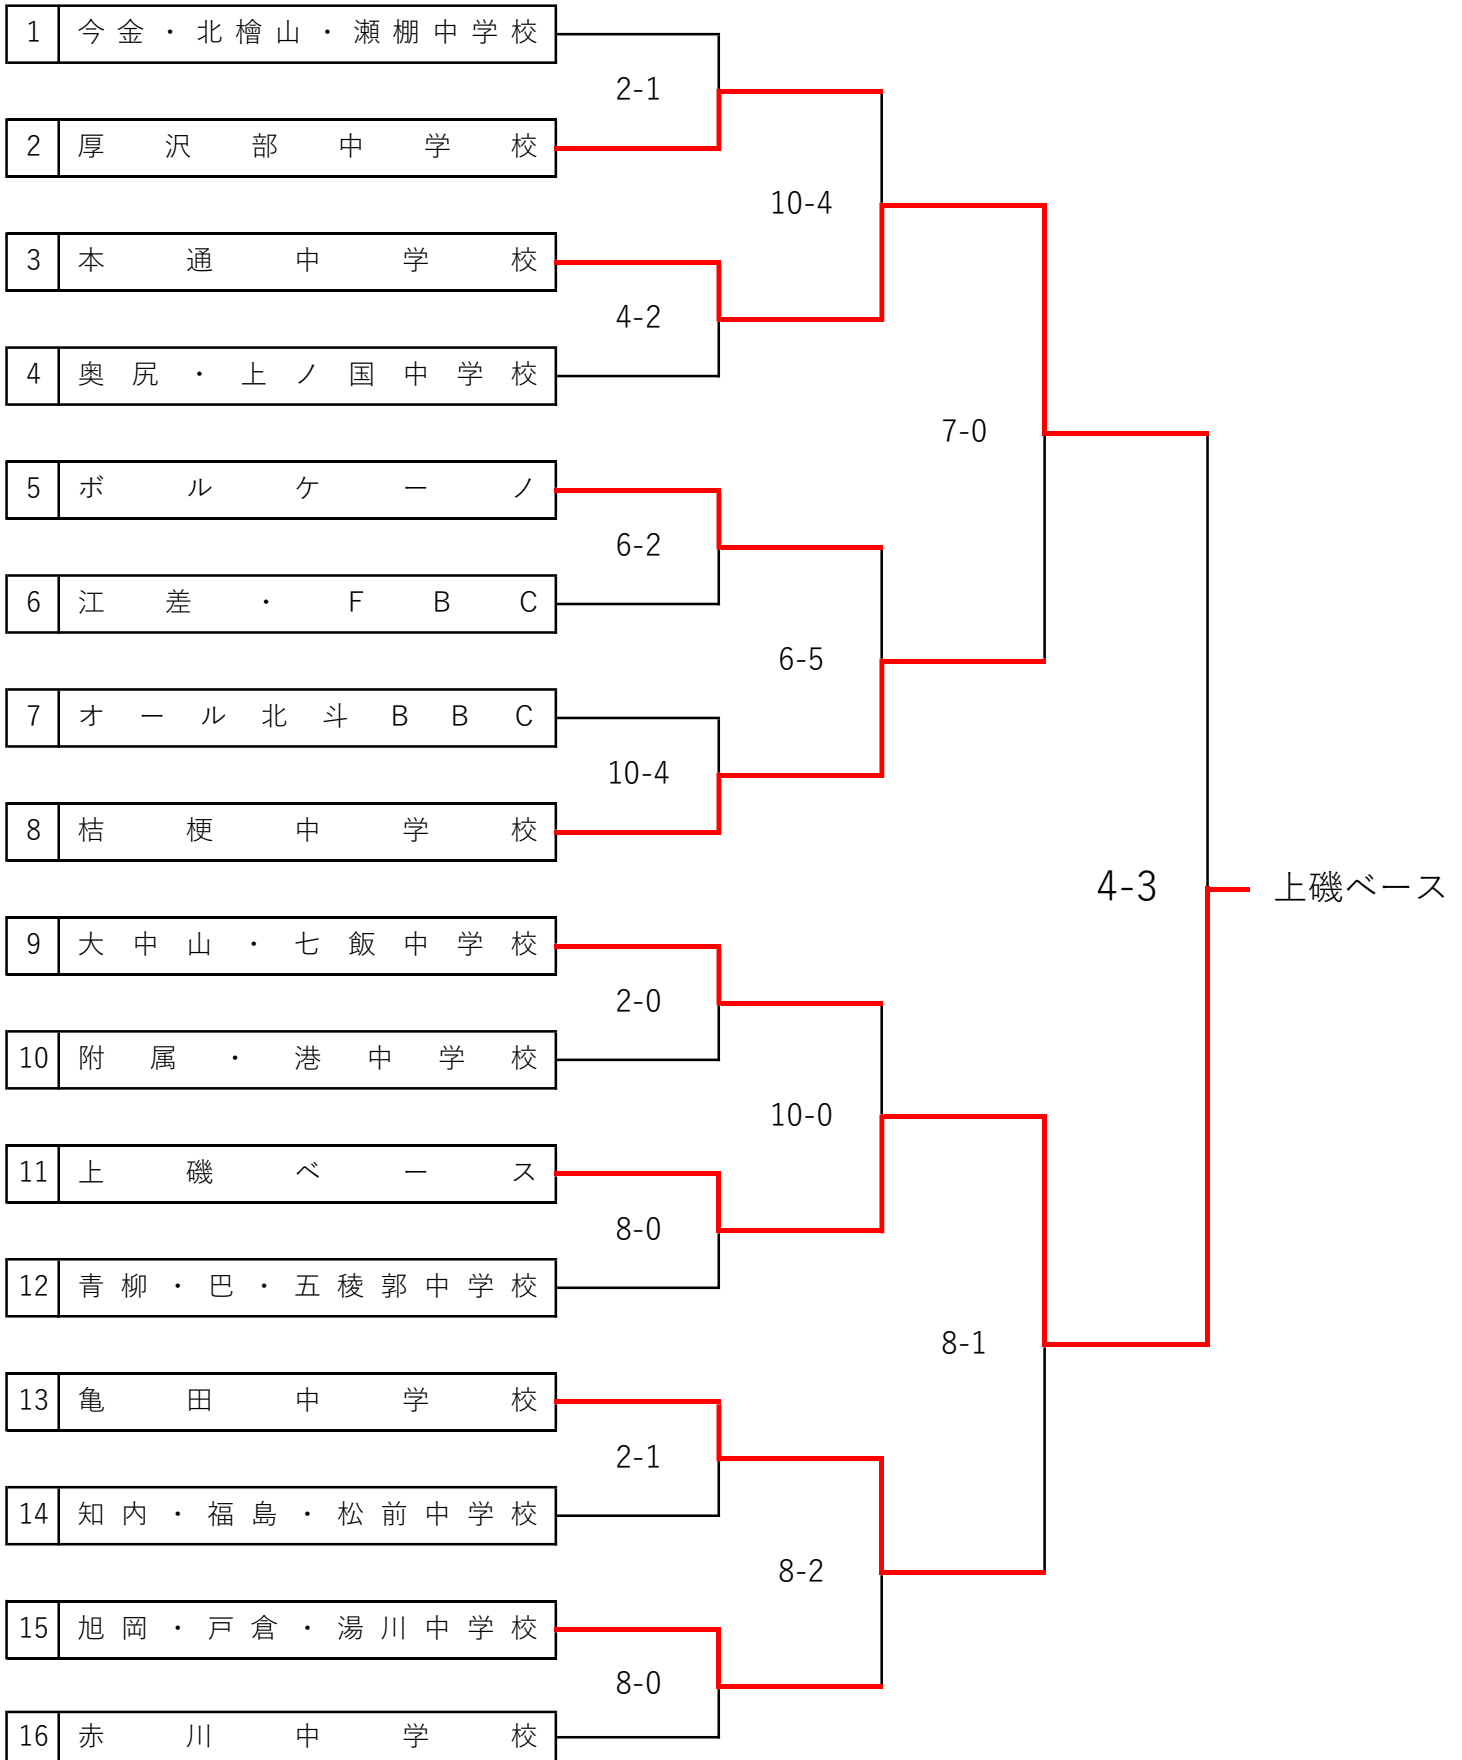 1 今金・北檜山・瀬棚中学校
2-1
2 厚沢部中学校
10-4
3 本通中学校
4-2
4 奥尻・上ノ国中学校
7-0
5 ボルケーノ
6-2
6 江差・FBC
6-5
7 オール北斗BBC
10-4
8 桔梗中学校
4-3 上磯ベース
9 大中山・七飯中学校
2-0
10 附属・港中学校
10-0
11 上磯ベース
8-0
12 青柳・巴・五稜郭中学校
8-1
13 亀田中学校
2-1
14 知内・福島・松前中学校
8-2
15 旭岡・戸倉・湯川中学校
8-0
16 赤川中学校